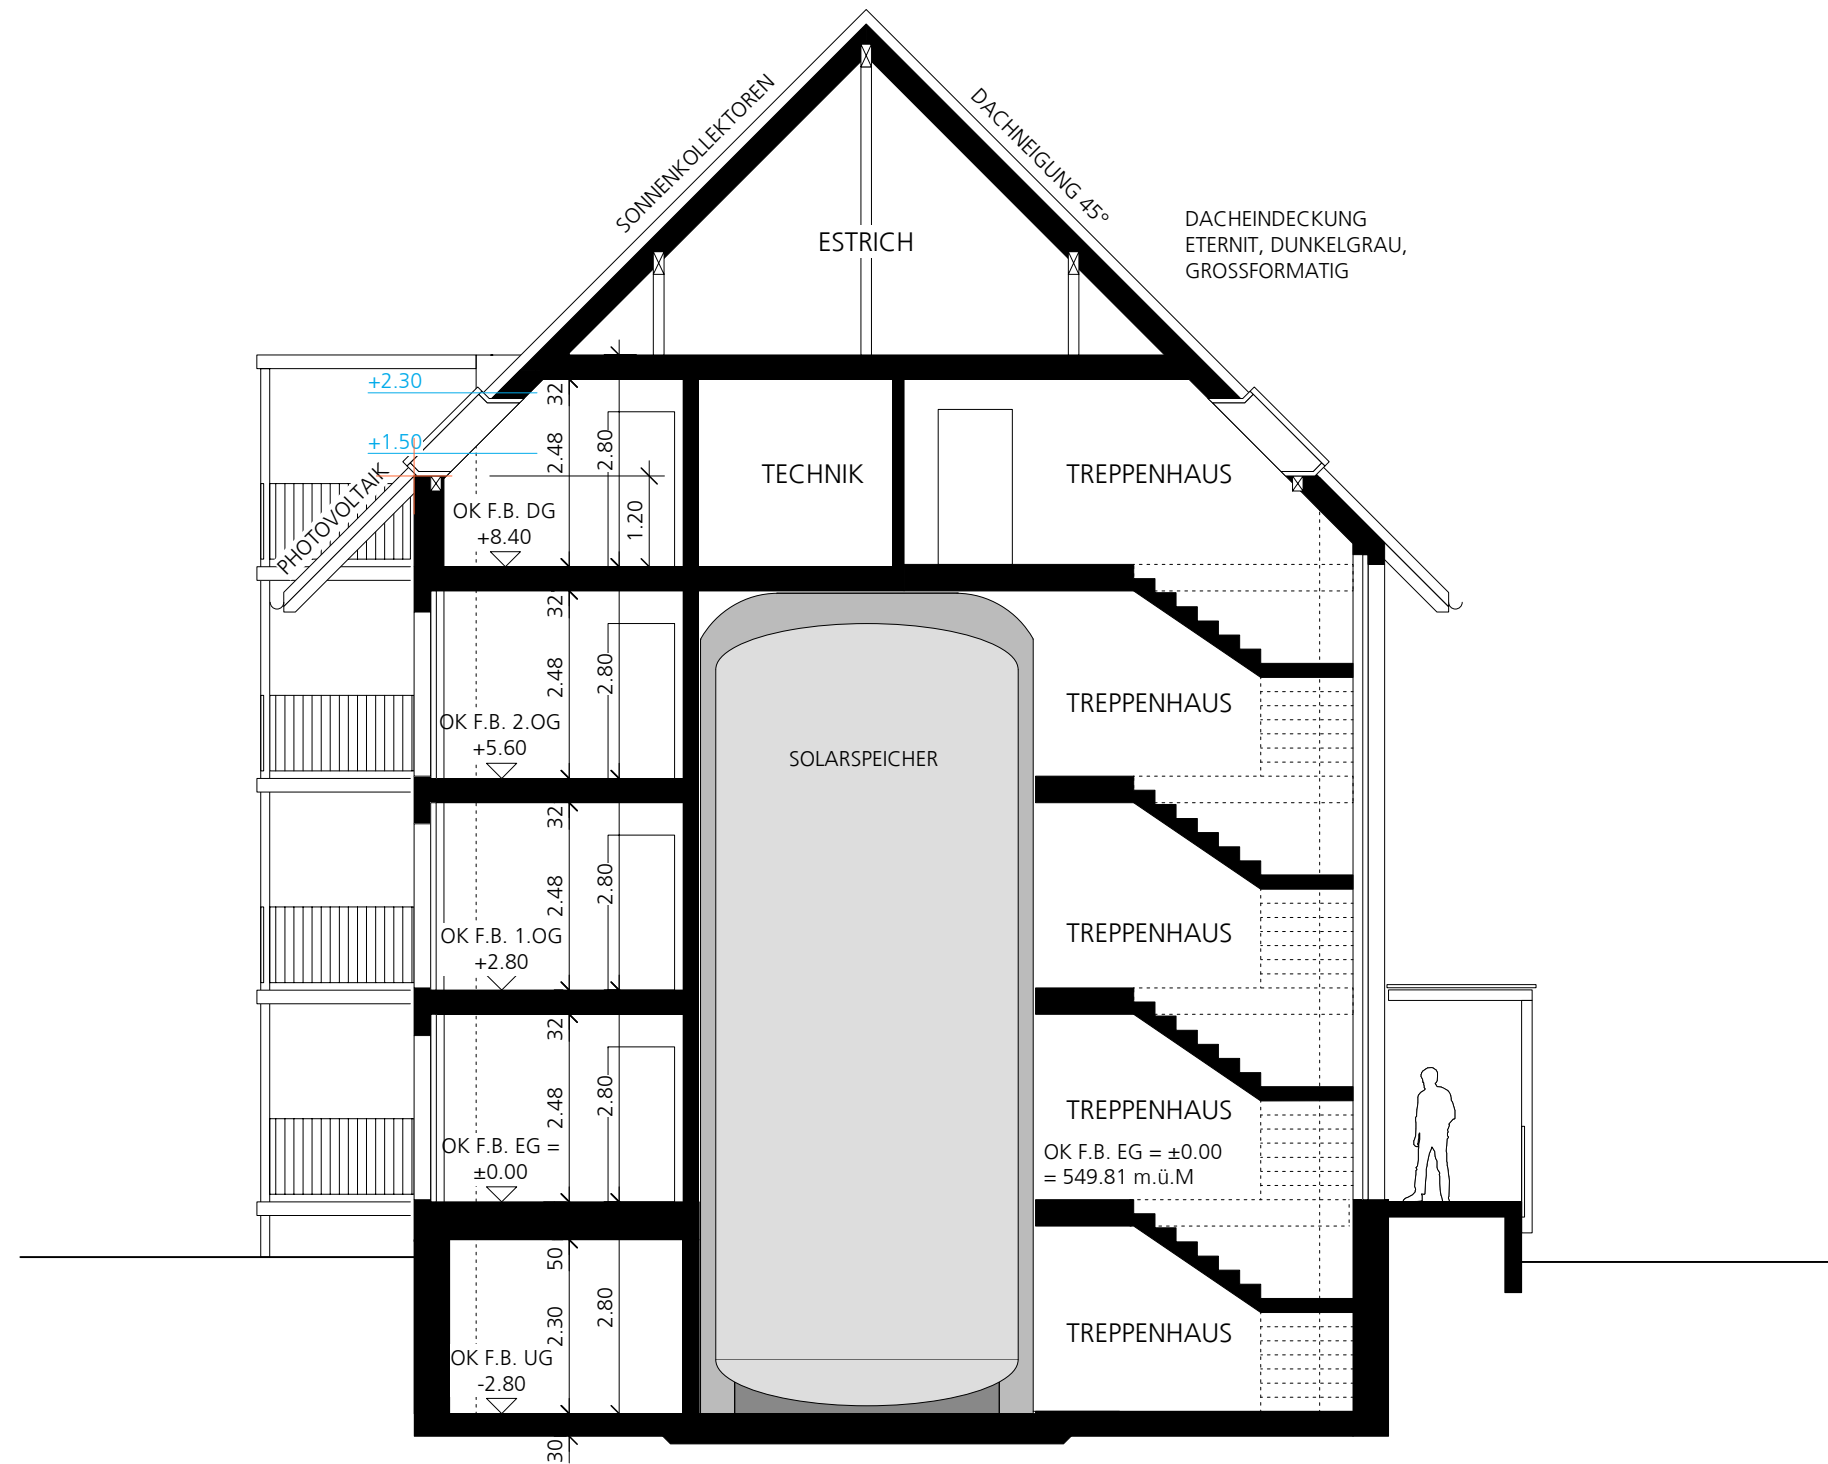 SONNENKOLLEKTOREN
DACHNEIGUNG 45°
DACHEINDECKUNG
ETERNIT, DUNKELGRAU,
GROSSFORMATIG
ESTRICH
+2.30
+1.50
PHOTOVOLTAIK
32
2.48
2.80
1.20
OK F.B. DG
+8.40
TECHNIK
TREPPENHAUS
32
2.48
2.80
OK F.B. 2.OG
+5.60
SOLARSPEICHER
TREPPENHAUS
32
2.48
2.80
OK F.B. 1.OG
+2.80
TREPPENHAUS
32
2.48
2.80
OK F.B. EG =
±0.00
TREPPENHAUS
OK F.B. EG = ±0.00
= 549.81 m.ü.M
50
2.30
2.80
OK F.B. UG
-2.80
TREPPENHAUS
30